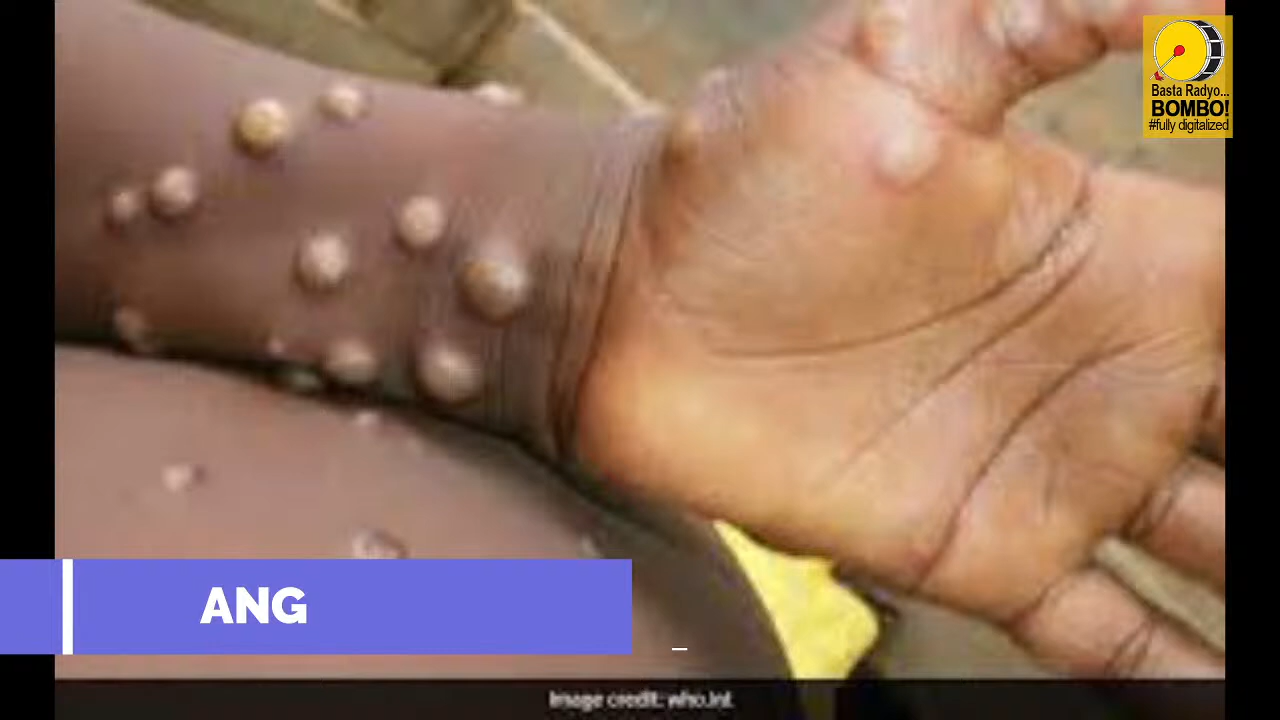 Basta Radyo...
BOMBO!
#fully digitalized
ANG
Image credit: who.int